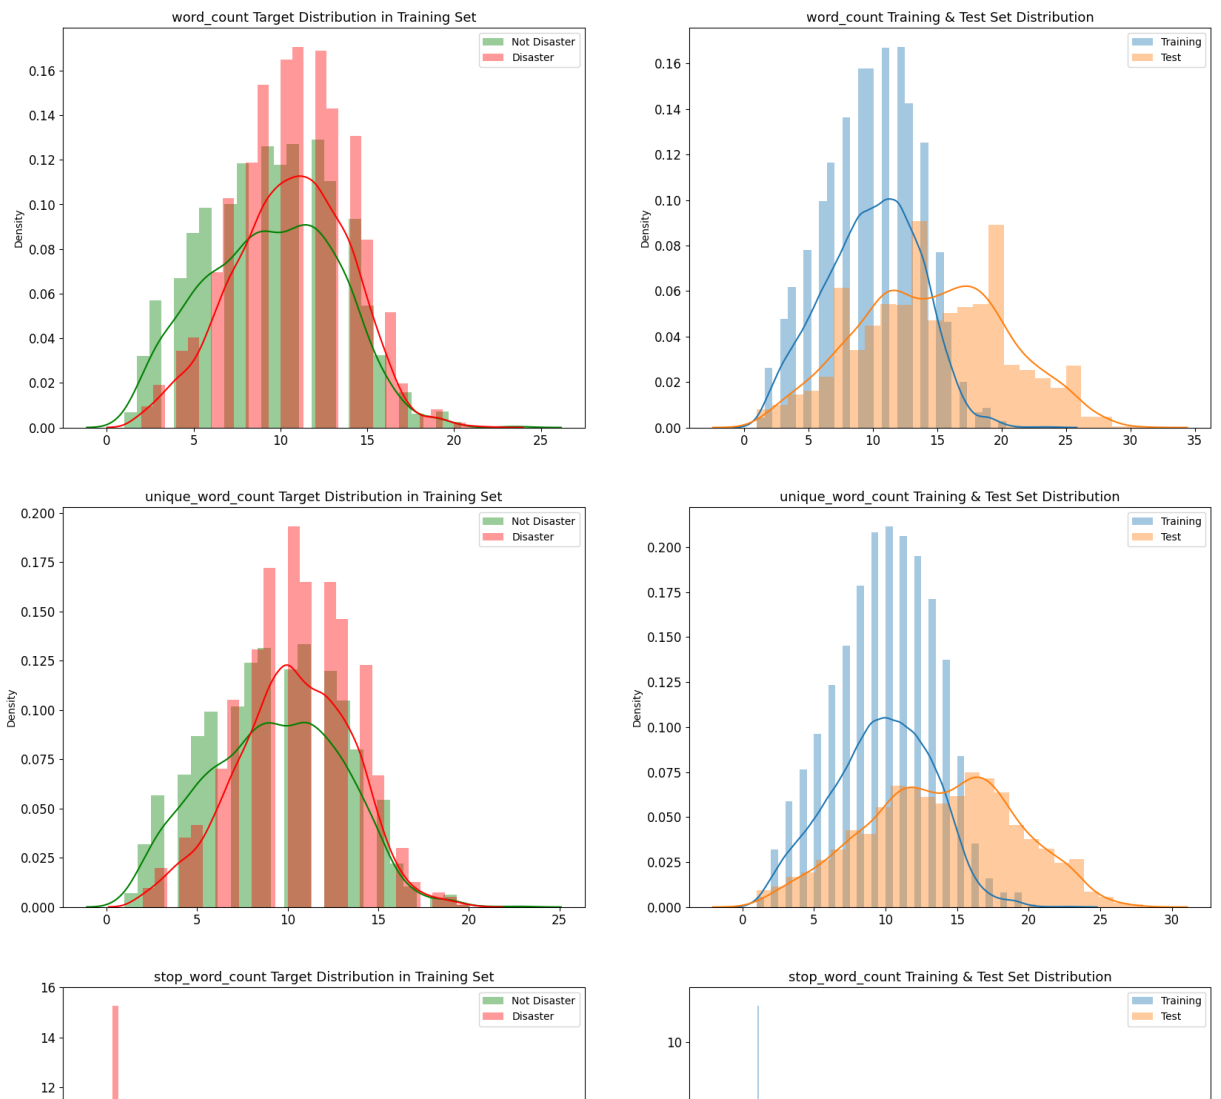 word_count Target Distribution in Training Set
Not Disaster
Disaster
Density
0.16
0.14
0.12
0.10
0.08
0.06
0.04
0.02
0.00
0 5 10 15 20 25
word_count Training & Test Set Distribution
Training
Test
Density
0.16
0.14
0.12
0.10
0.08
0.06
0.04
0.02
0.00
0 5 10 15 20 25 30 35
unique_word_count Target Distribution in Training Set
Not Disaster
Disaster
Density
0.200
0.175
0.150
0.125
0.100
0.075
0.050
0.025
0.000
0 5 10 15 20 25
unique_word_count Training & Test Set Distribution
Training
Test
Density
0.200
0.175
0.150
0.125
0.100
0.075
0.050
0.025
0.000
0 5 10 15 20 25 30
stop_word_count Target Distribution in Training Set
Not Disaster
Disaster
16
14
12
stop_word_count Training & Test Set Distribution
Training
Test
10